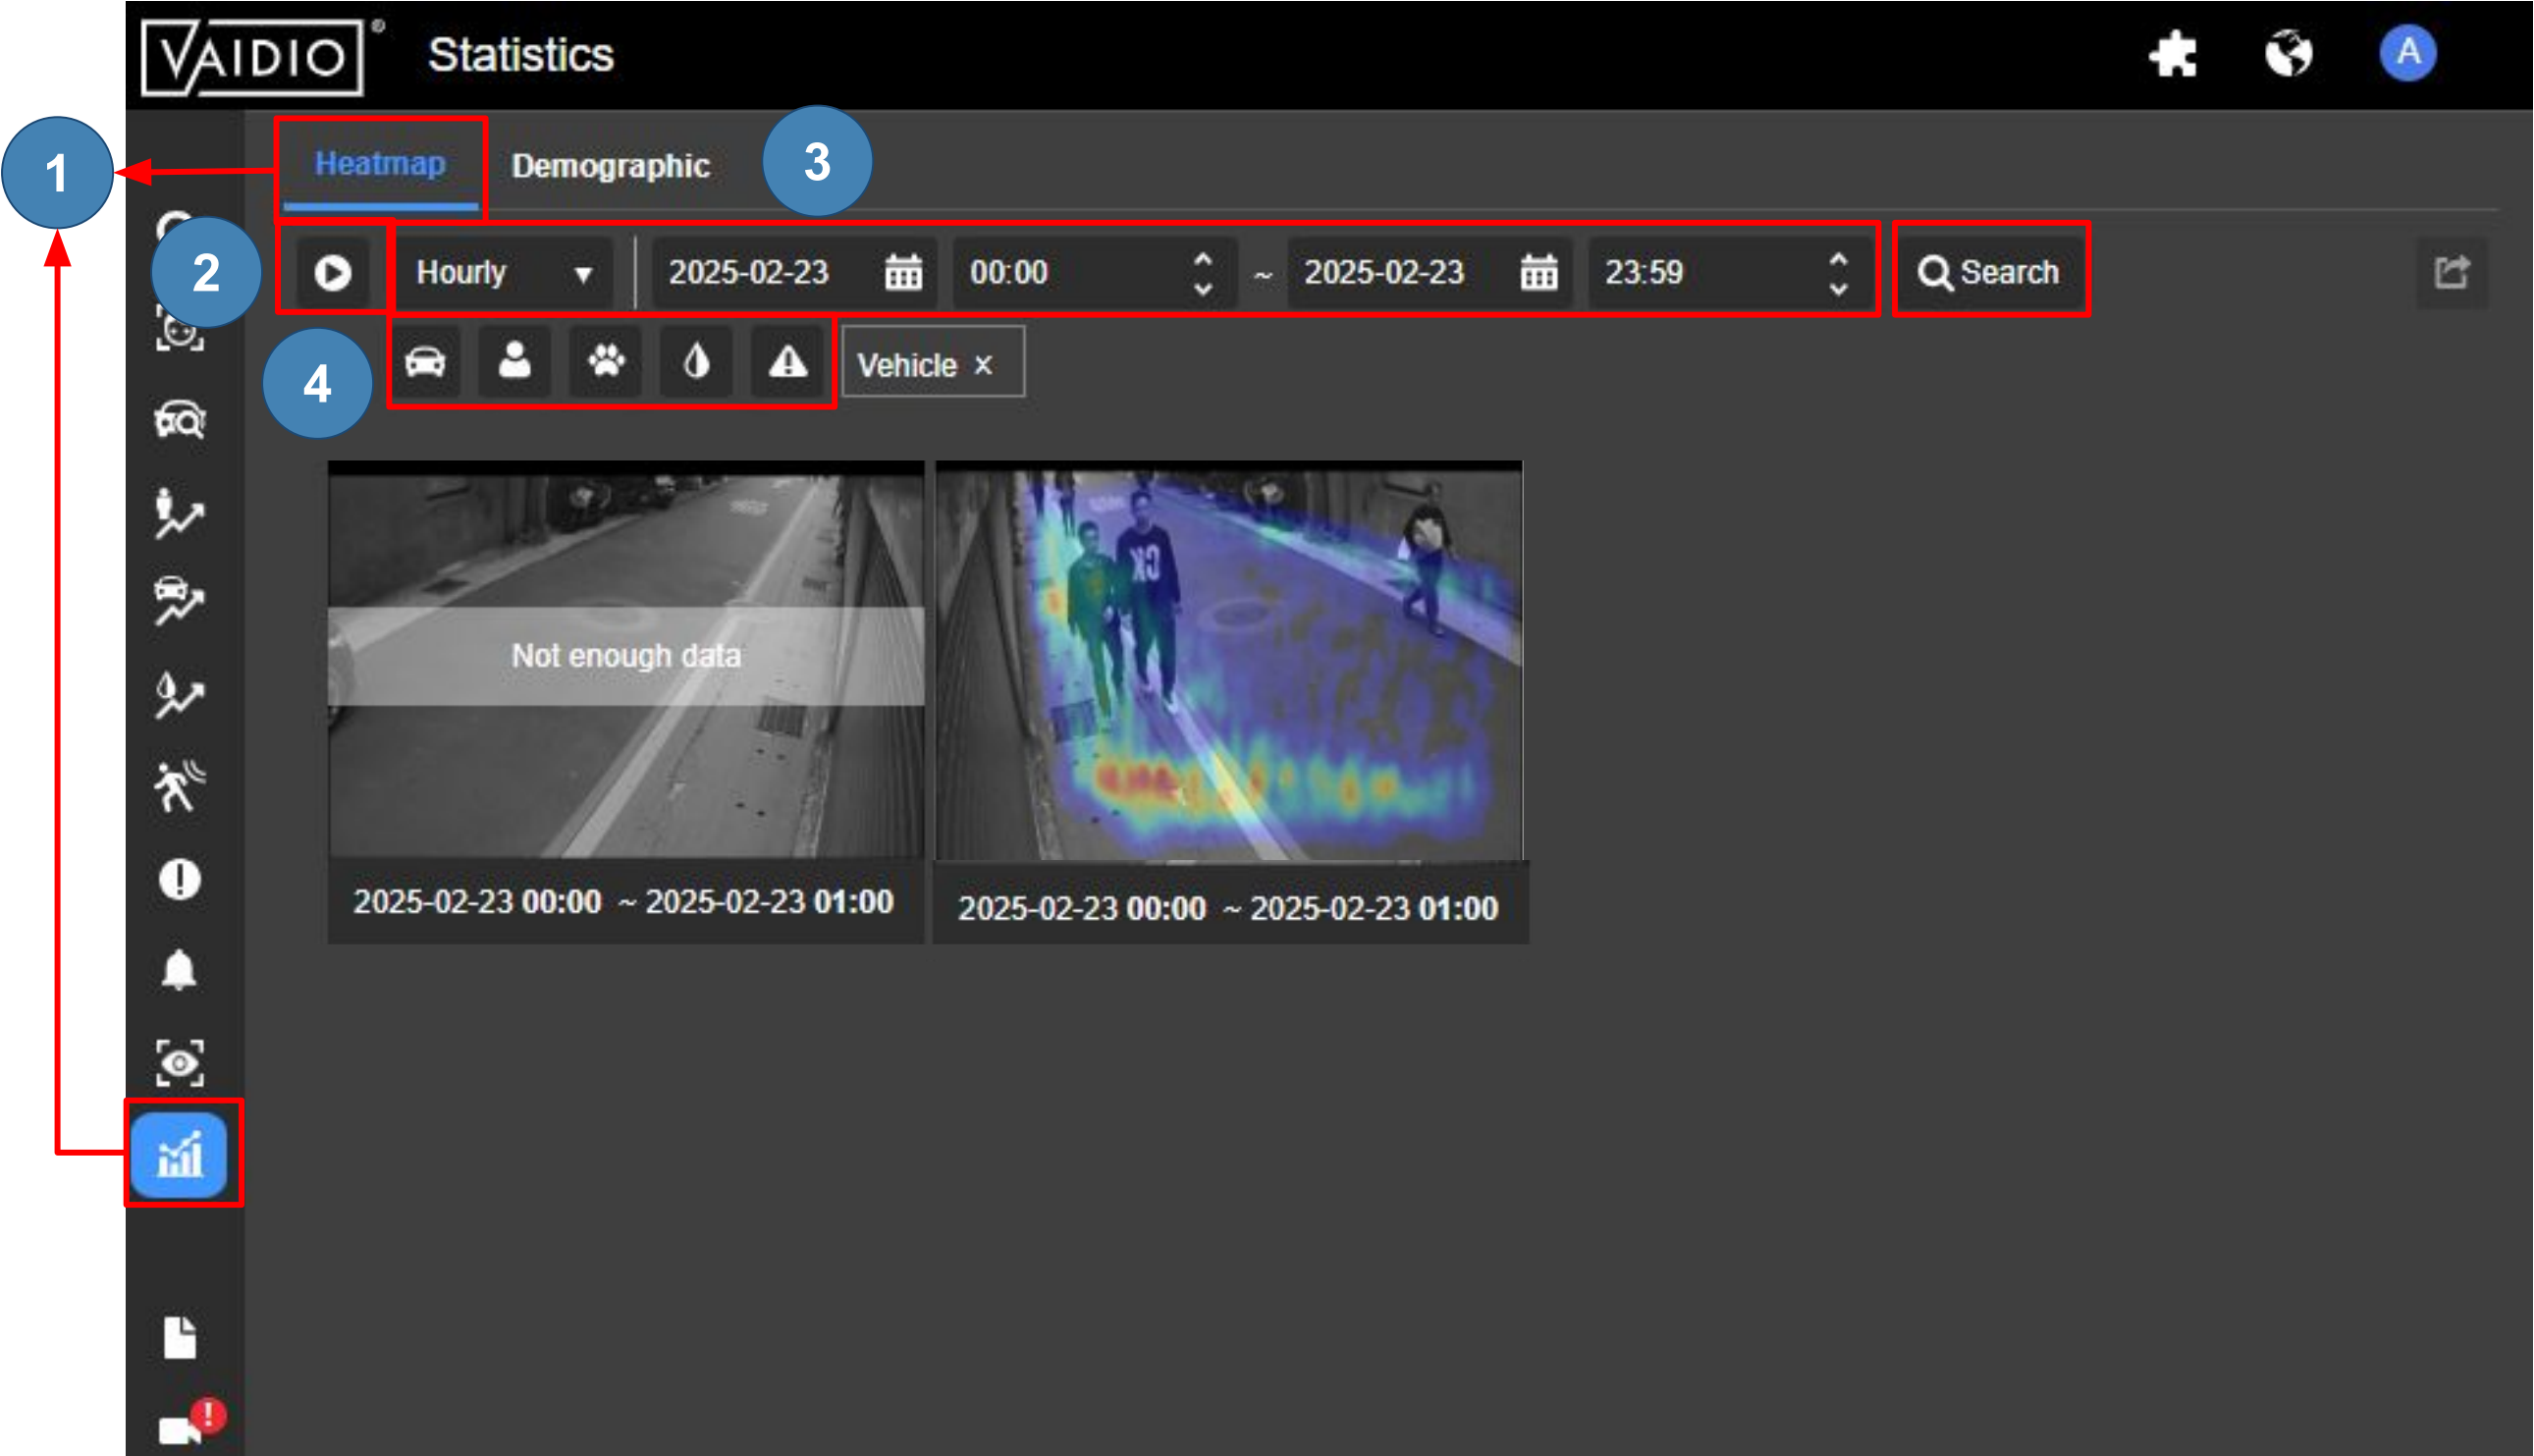 VAIDIO ® Statistics A
1
Heatmap Demographic 3
2 Hourly 2025-02-23 00:00 ~ 2025-02-23 23:59 Search
4 Vehicle x
Not enough data
CK
2025-02-23 00:00 ~ 2025-02-23 01:00
2025-02-23 00:00 ~ 2025-02-23 01:00
!